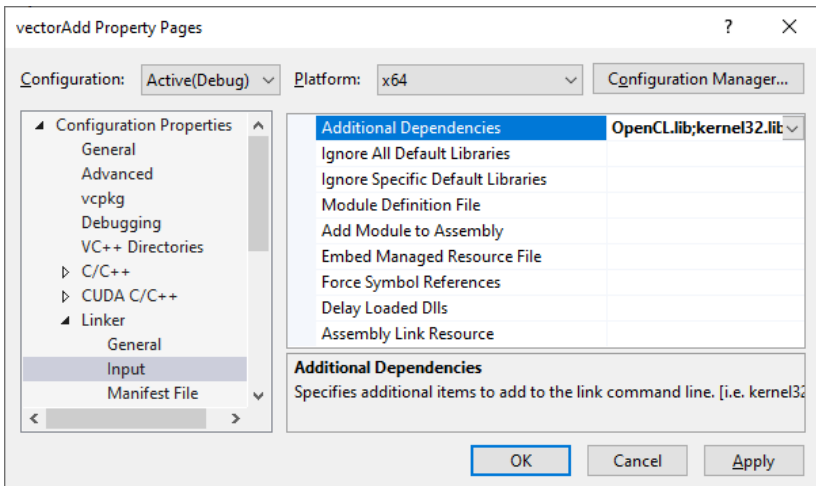 vectorAdd Property Pages
? ×
Configuration: Active(Debug) Platform: x64 Configuration Manager...
Configuration Properties
General
Advanced
vcpkg
Debugging
VC++ Directories
C/C++
CUDA C/C++
Linker
General
Input
Manifest File
Additional Dependencies OpenCL.lib;kernel32.lib
Ignore All Default Libraries
Ignore Specific Default Libraries
Module Definition File
Add Module to Assembly
Embed Managed Resource File
Force Symbol References
Delay Loaded Dlls
Assembly Link Resource
Additional Dependencies
Specifies additional items to add to the link command line. [i.e. kernel32
OK Cancel Apply